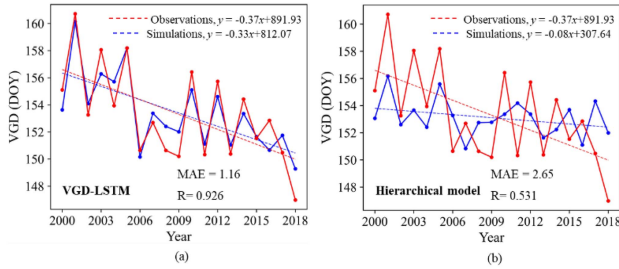 (a)
Observations, y = -0.37x+891.93
Simulations, y = -0.33x+812.07
VGD (DOY)
160
158
156
154
152
150
148
VGD-LSTM
MAE = 1.16
R= 0.926
2000 2003 2006 2009 2012 2015 2018
Year
(a)
(b)
Observations, y = -0.37x+891.93
Simulations, y = -0.08x+307.64
VGD (DOY)
160
158
156
154
152
150
148
Hierarchical model
MAE = 2.65
R= 0.531
2000 2003 2006 2009 2012 2015 2018
Year
(b)